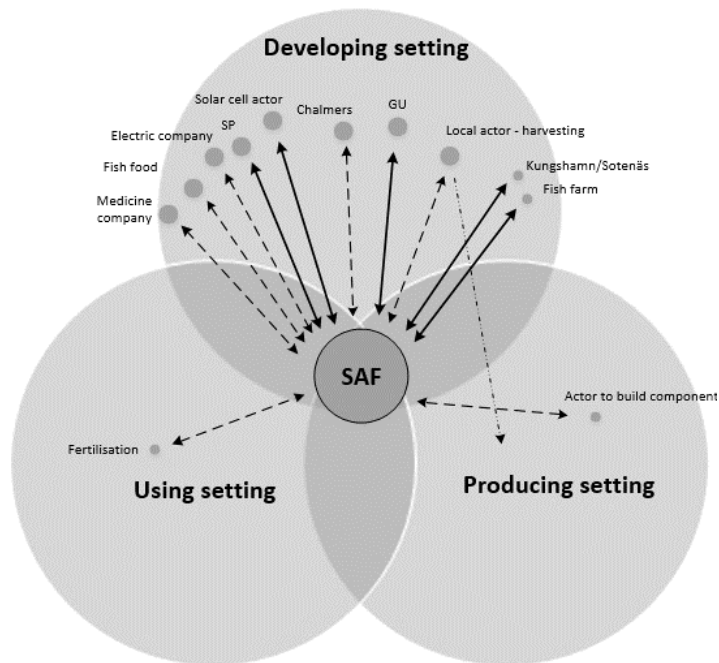 Developing setting
Solar cell actor
Chalmers
GU
SP
Electric company
Local actor - harvesting
Fish food
Kungshamn/Sotenäs
Medicine
company
Fish farm
SAF
Actor to build component
Fertilisation
Using setting
Producing setting